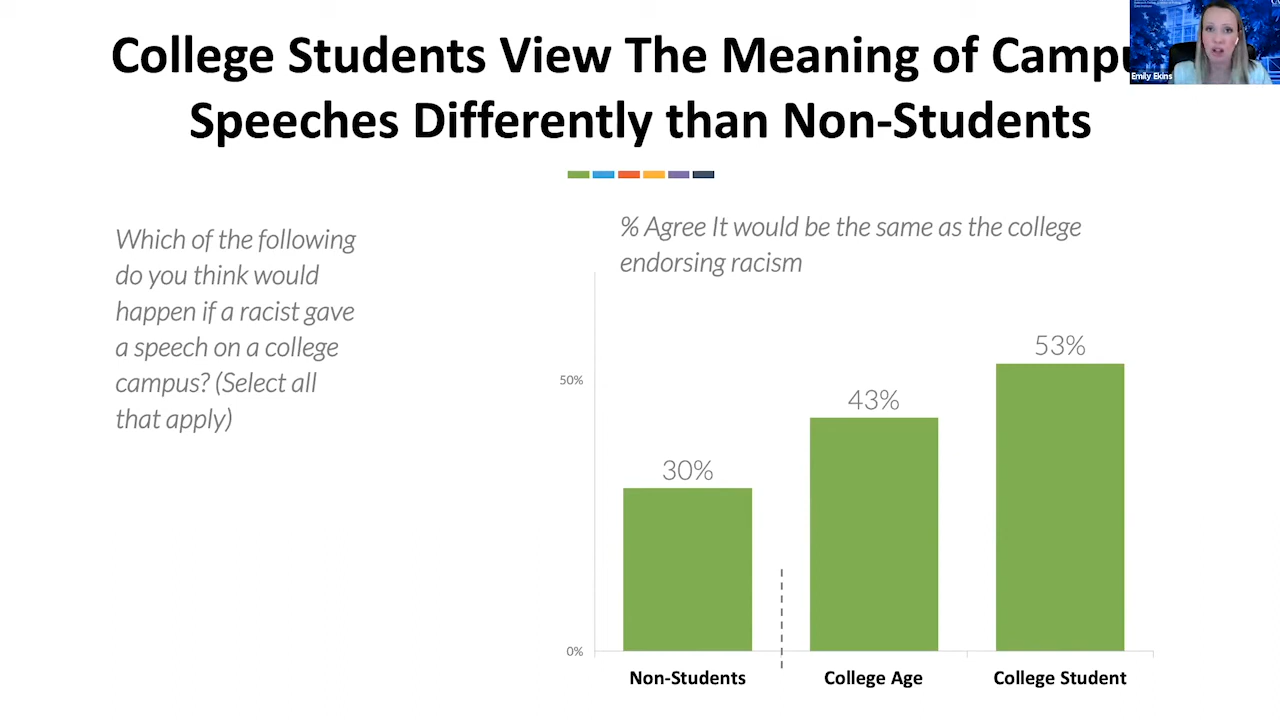 College Students View The Meaning of Campu
Speeches Differently than Non-Students
Emily Ekins
Which of the following
do you think would
happen if a racist gave
a speech on a college
campus? (Select all
that apply)
% Agree It would be the same as the college
endorsing racism
50%
0%
30%
43%
53%
Non-Students
College Age
College Student